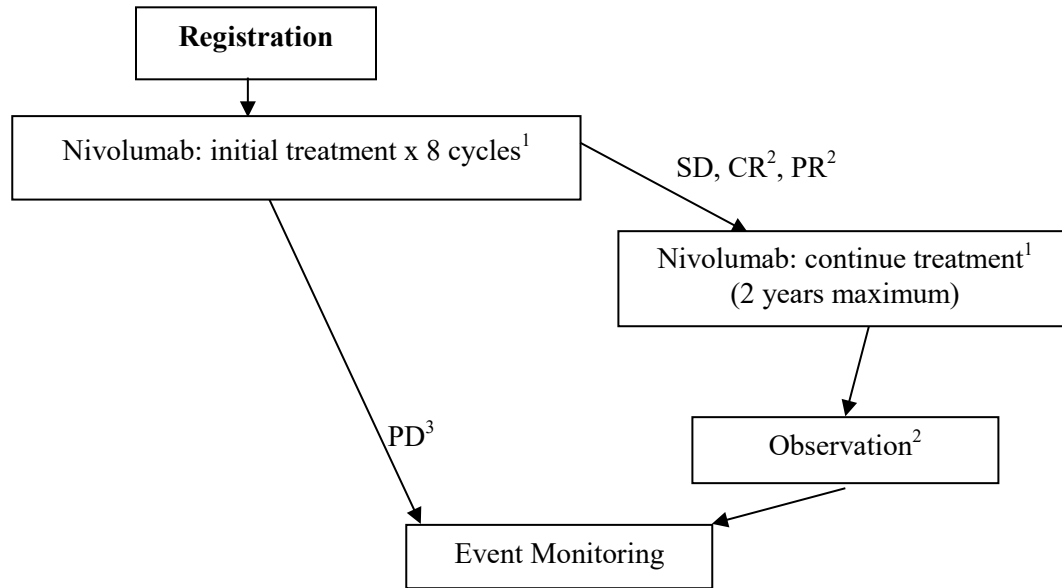 Registration
Nivolumab: initial treatment x 8 cycles¹
SD, CR², PR²
Nivolumab: continue treatment¹
(2 years maximum)
PD³
Observation²
Event Monitoring